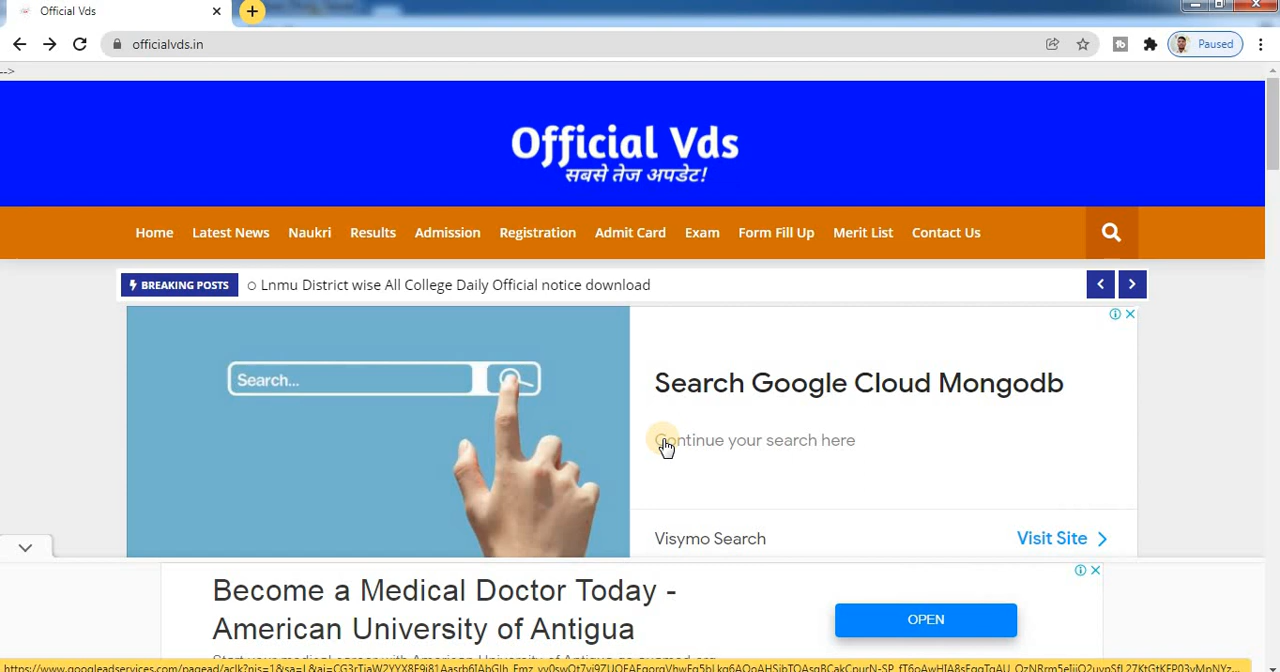 Official Vds
officialvds.in
Paused
-->
Official Vds
सबसे तेज अपडेट!
Home Latest News Naukri Results Admission Registration Admit Card Exam Form Fill Up Merit List Contact Us
BREAKING POSTS Lnmu District wise All College Daily Official notice download
Search...
Search Google Cloud Mongodb
Continue your search here
Visymo Search Visit Site
Become a Medical Doctor Today -
American University of Antigua
OPEN